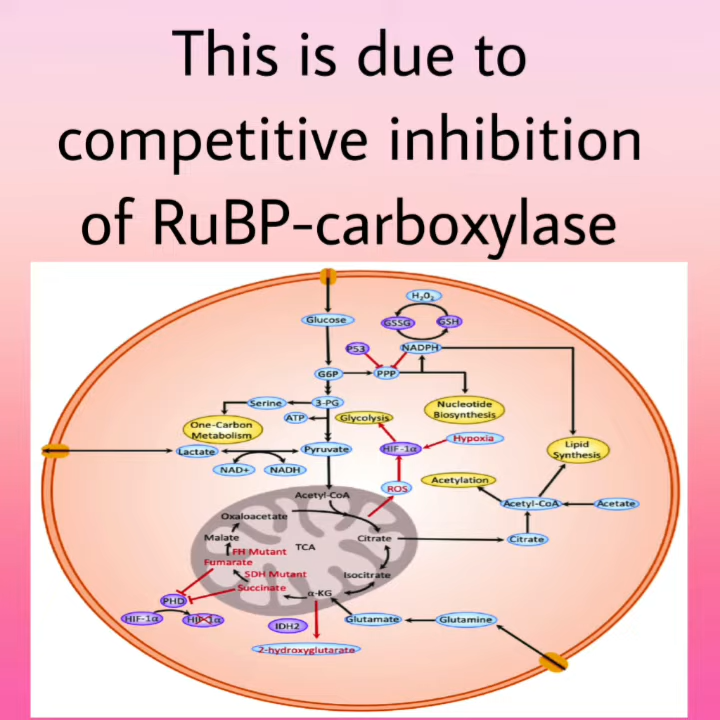 This is due to
competitive inhibition
of RuBP-carboxylase
H₂O₂
Glucose
GSSG GSH
P53 NADPH
G6P PPP
Serine 3-PG
ATP Glycolysis
Nucleotide
Biosynthesis
One-Carbon
Metabolism
Hypoxia
Lactate Pyruvate HIF-1α
Lipid
Synthesis
NAD+ NADH
Acetylation
ROS
Acetyl-CoA
Acetyl-CoA Acetate
Oxaloacetate
Malate Citrate Citrate
TCA
FH Mutant
Fumarate
SDH Mutant Isocitrate
Succinate
α-KG
PHD
HIF-1α HIF-1α
IDH2 Glutamate Glutamine
2-hydroxyglutarate